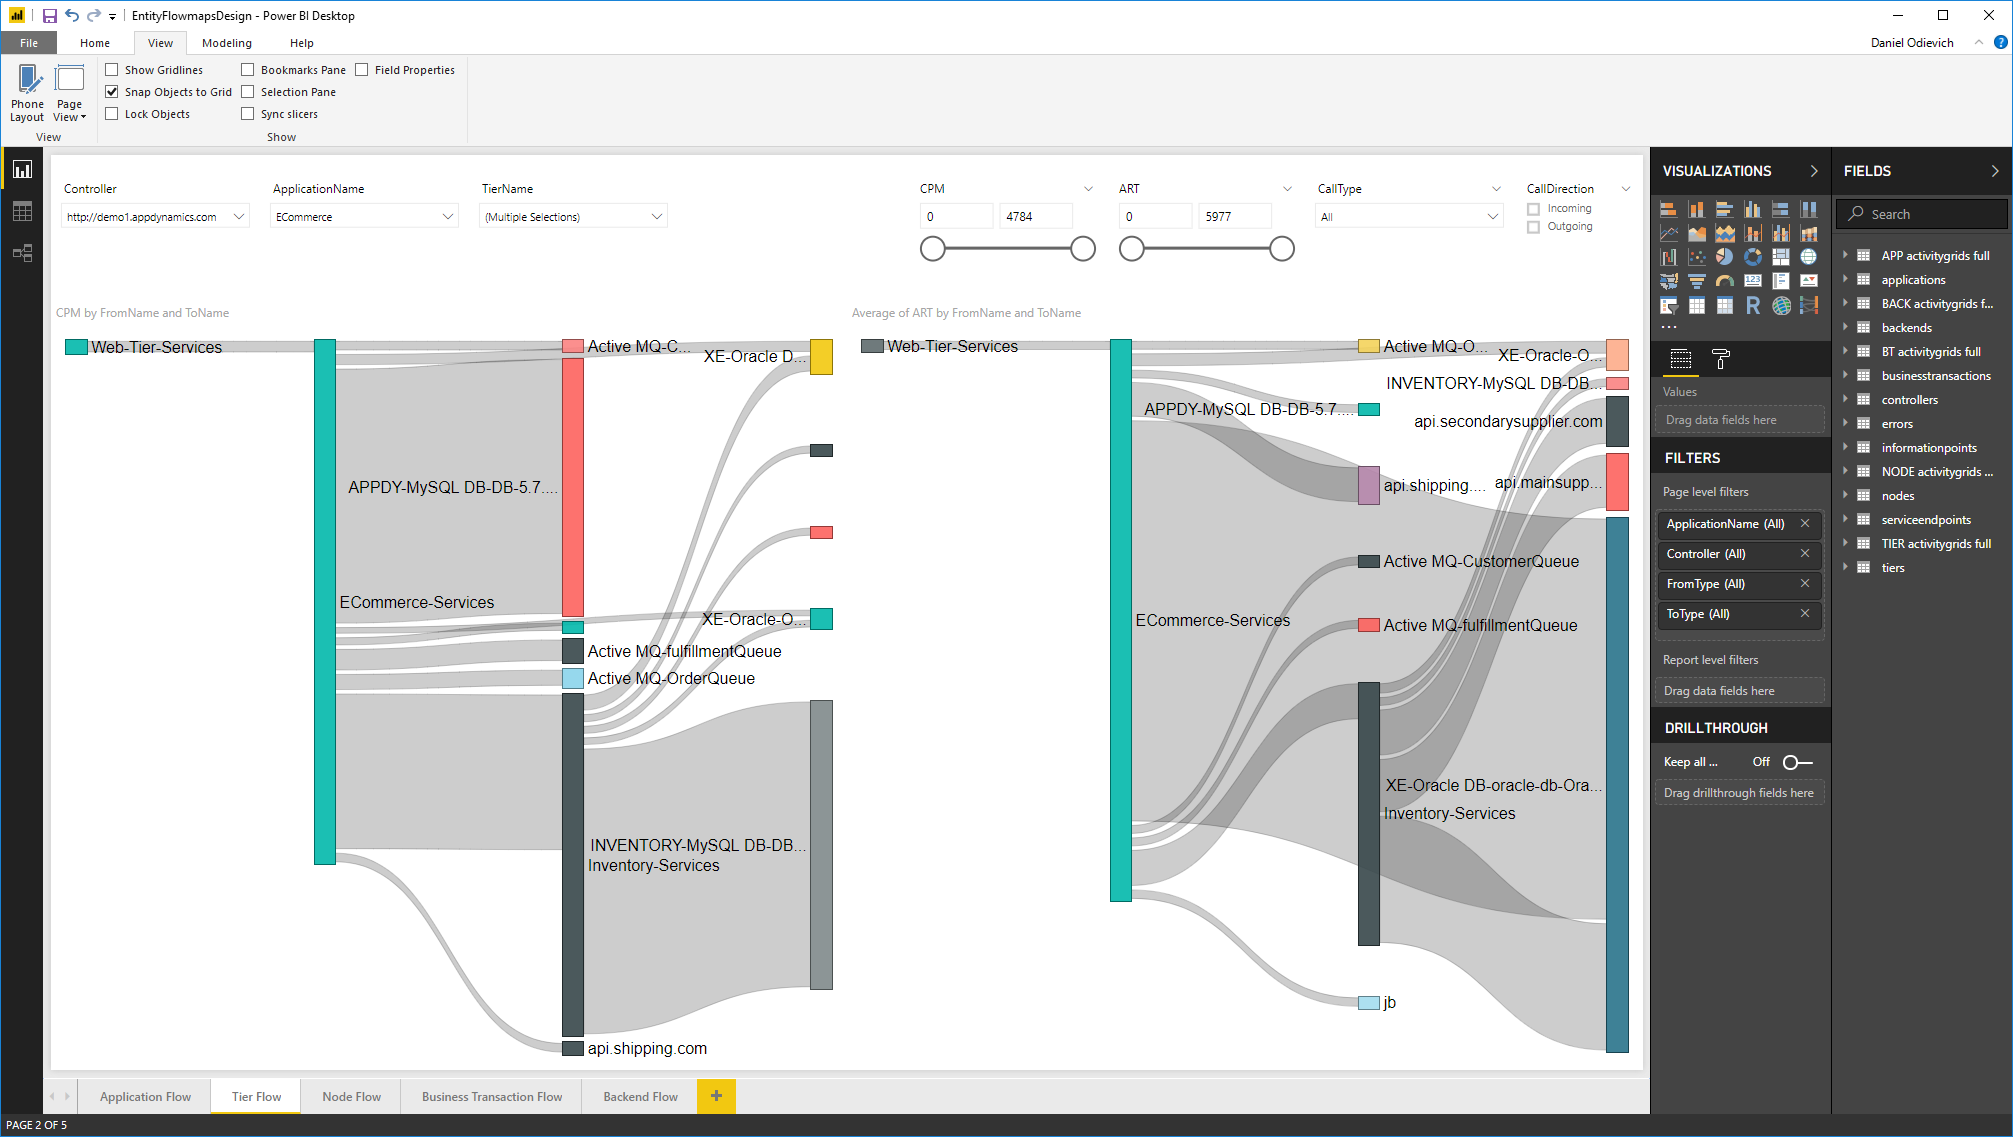 EntityFlowmapsDesign - Power BI Desktop
File Home View Modeling Help
Daniel Odievich
?
Phone Layout
Page View
Show Gridlines
Snap Objects to Grid
Lock Objects
Bookmarks Pane
Selection Pane
Sync slicers
Field Properties
View
Show
Controller
http://demo1.appdynamics.com
ApplicationName
ECommerce
TierName
(Multiple Selections)
CPM
0 4784
ART
0 5977
CallType
All
CallDirection
Incoming
Outgoing
CPM by FromName and ToName
Web-Tier-Services
Active MQ-C...
XE-Oracle D...
APPDY-MySQL DB-DB-5.7....
ECommerce-Services
XE-Oracle-O...
Active MQ-fulfillmentQueue
Active MQ-OrderQueue
INVENTORY-MySQL DB-DB...
Inventory-Services
api.shipping.com
Average of ART by FromName and ToName
Web-Tier-Services
Active MQ-O...
XE-Oracle-O...
INVENTORY-MySQL DB-DB...
APPDY-MySQL DB-DB-5.7....
api.secondarysupplier.com
api.shipping....
api.mainsupp...
Active MQ-CustomerQueue
ECommerce-Services
Active MQ-fulfillmentQueue
XE-Oracle DB-oracle-db-Ora...
Inventory-Services
jb
VISUALIZATIONS
123
R
...
Values
Drag data fields here
FILTERS
Page level filters
ApplicationName (All)
Controller (All)
FromType (All)
ToType (All)
Report level filters
Drag data fields here
DRILLTHROUGH
Keep all ... Off
Drag drillthrough fields here
FIELDS
Search
APP activitygrids full
applications
BACK activitygrids f...
backends
BT activitygrids full
businesstransactions
controllers
errors
informationpoints
NODE activitygrids ...
nodes
serviceendpoints
TIER activitygrids full
tiers
Application Flow
Tier Flow
Node Flow
Business Transaction Flow
Backend Flow
+
PAGE 2 OF 5